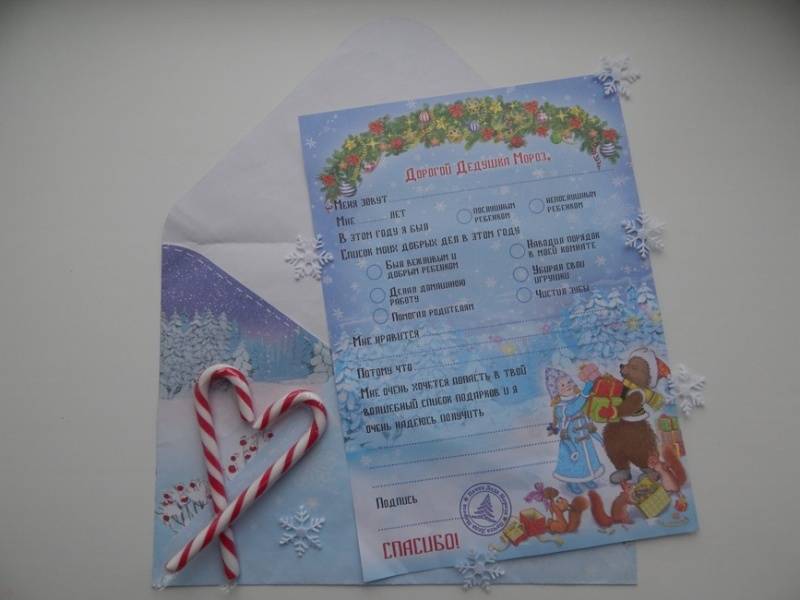 Дорогой Дедушка Мороз,
Меня зовут
Мне ........ лет
В этом году я был
послушным
ребенком
непослушным
ребенком
Список моих добрых дел в этом году
Был вежливым и
добрым ребенком
Делал домашнюю
работу
Помогал родителям
Наводил порядок
в моей комнате
Убирал свои
игрушки
Чистил зубы
Мне нравится
Потому что
Мне очень хочется попасть в твой
волшебный список подарков и я
очень надеюсь получить
Подпись
СПАСИБО!